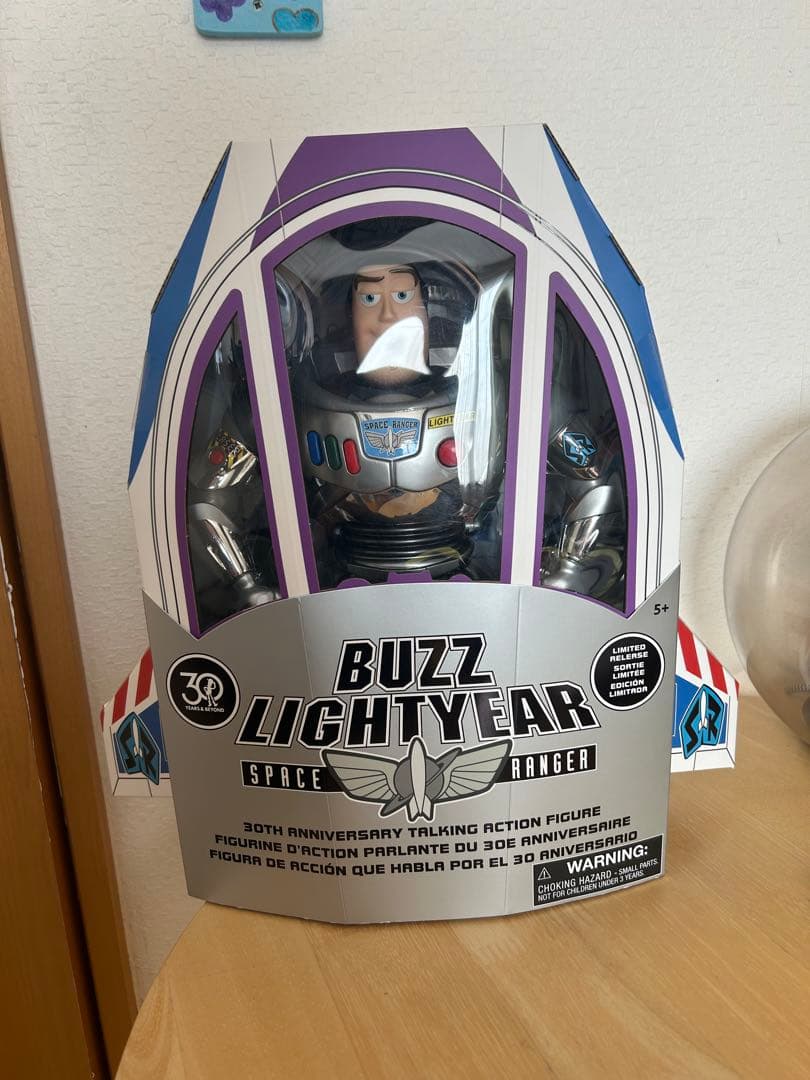 SPACE RANGER
LIGHTYEAR
5+
30
YEARS & BEYOND
LIMITED
RELEASE
SORTIE
LIMITÉE
EDICIÓN
LIMITADA
BUZZ
LIGHTYEAR
SPACE RANGER
30TH ANNIVERSARY TALKING ACTION FIGURE
FIGURINE D'ACTION PARLANTE DU 30E ANNIVERSAIRE
FIGURA DE ACCIÓN QUE HABLA POR EL 30 ANIVERSARIO
WARNING:
CHOKING HAZARD - SMALL PARTS.
NOT FOR CHILDREN UNDER 3 YEARS.
SR
SR